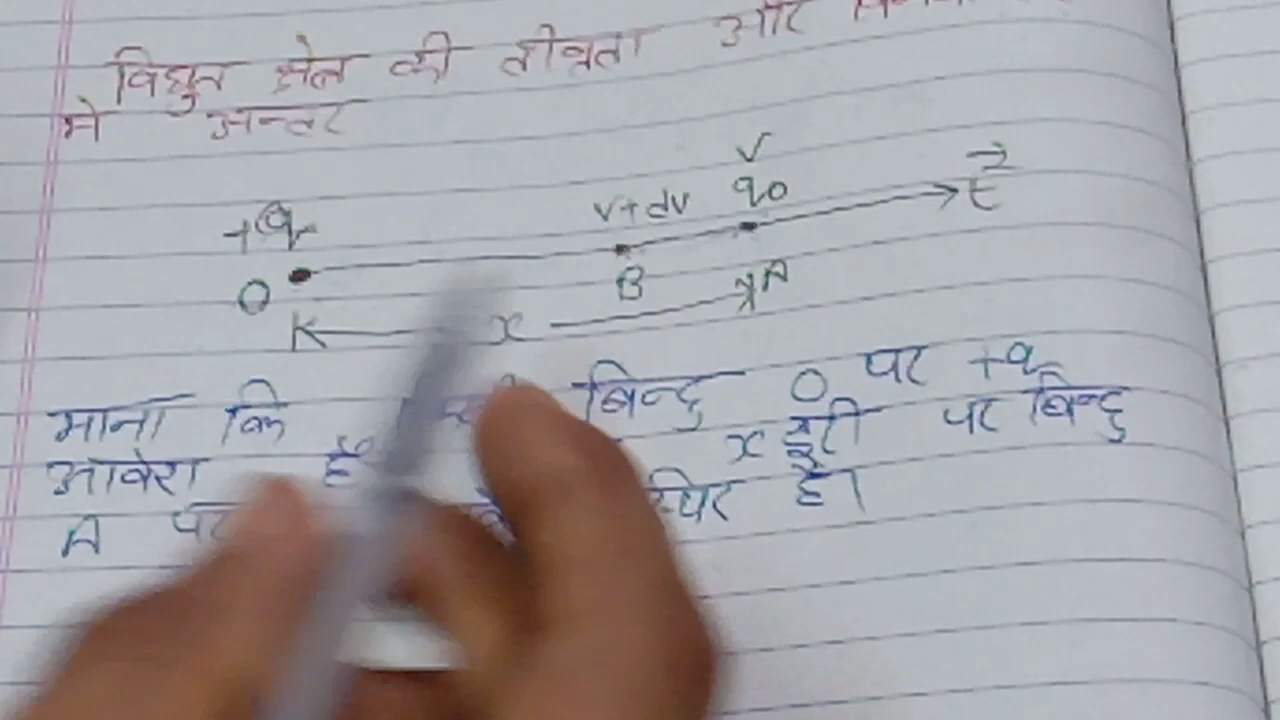 विद्युत क्षेत्र की तीव्रता और
में अन्तर
V
+q V+dV q₀ E
O B A
x
माना कि बिन्दु O पर +q
आवेश है x दूरी पर बिन्दु
A पर स्थिर है।